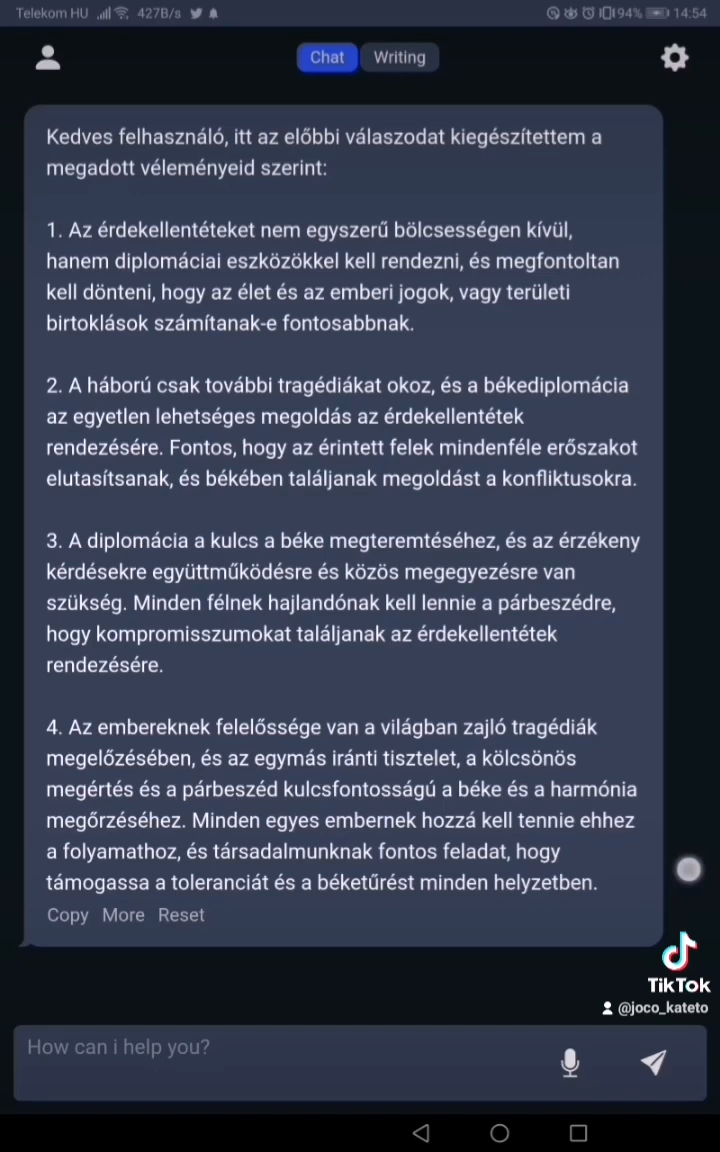 Telekom HU 427B/s 94% 14:54
Chat Writing
Kedves felhasználó, itt az előbbi válaszodat kiegészítettem a
megadott véleményeid szerint:
1. Az érdekellentéteket nem egyszerű bölcsességen kívül,
hanem diplomáciai eszközökkel kell rendezni, és megfontoltan
kell dönteni, hogy az élet és az emberi jogok, vagy területi
birtoklások számítanak-e fontosabbnak.
2. A háború csak további tragédiákat okoz, és a békediplomácia
az egyetlen lehetséges megoldás az érdekellentétek
rendezésére. Fontos, hogy az érintett felek mindenféle erőszakot
elutasítsanak, és békében találjanak megoldást a konfliktusokra.
3. A diplomácia a kulcs a béke megteremtéséhez, és az érzékeny
kérdésekre együttműködésre és közös megegyezésre van
szükség. Minden félnek hajlandónak kell lennie a párbeszédre,
hogy kompromisszumokat találjanak az érdekellentétek
rendezésére.
4. Az embereknek felelőssége van a világban zajló tragédiák
megelőzésében, és az egymás iránti tisztelet, a kölcsönös
megértés és a párbeszéd kulcsfontosságú a béke és a harmónia
megőrzéséhez. Minden egyes embernek hozzá kell tennie ehhez
a folyamathoz, és társadalmunknak fontos feladat, hogy
támogassa a toleranciát és a béketűrést minden helyzetben.
Copy More Reset
TikTok
@joco_kateto
How can i help you?